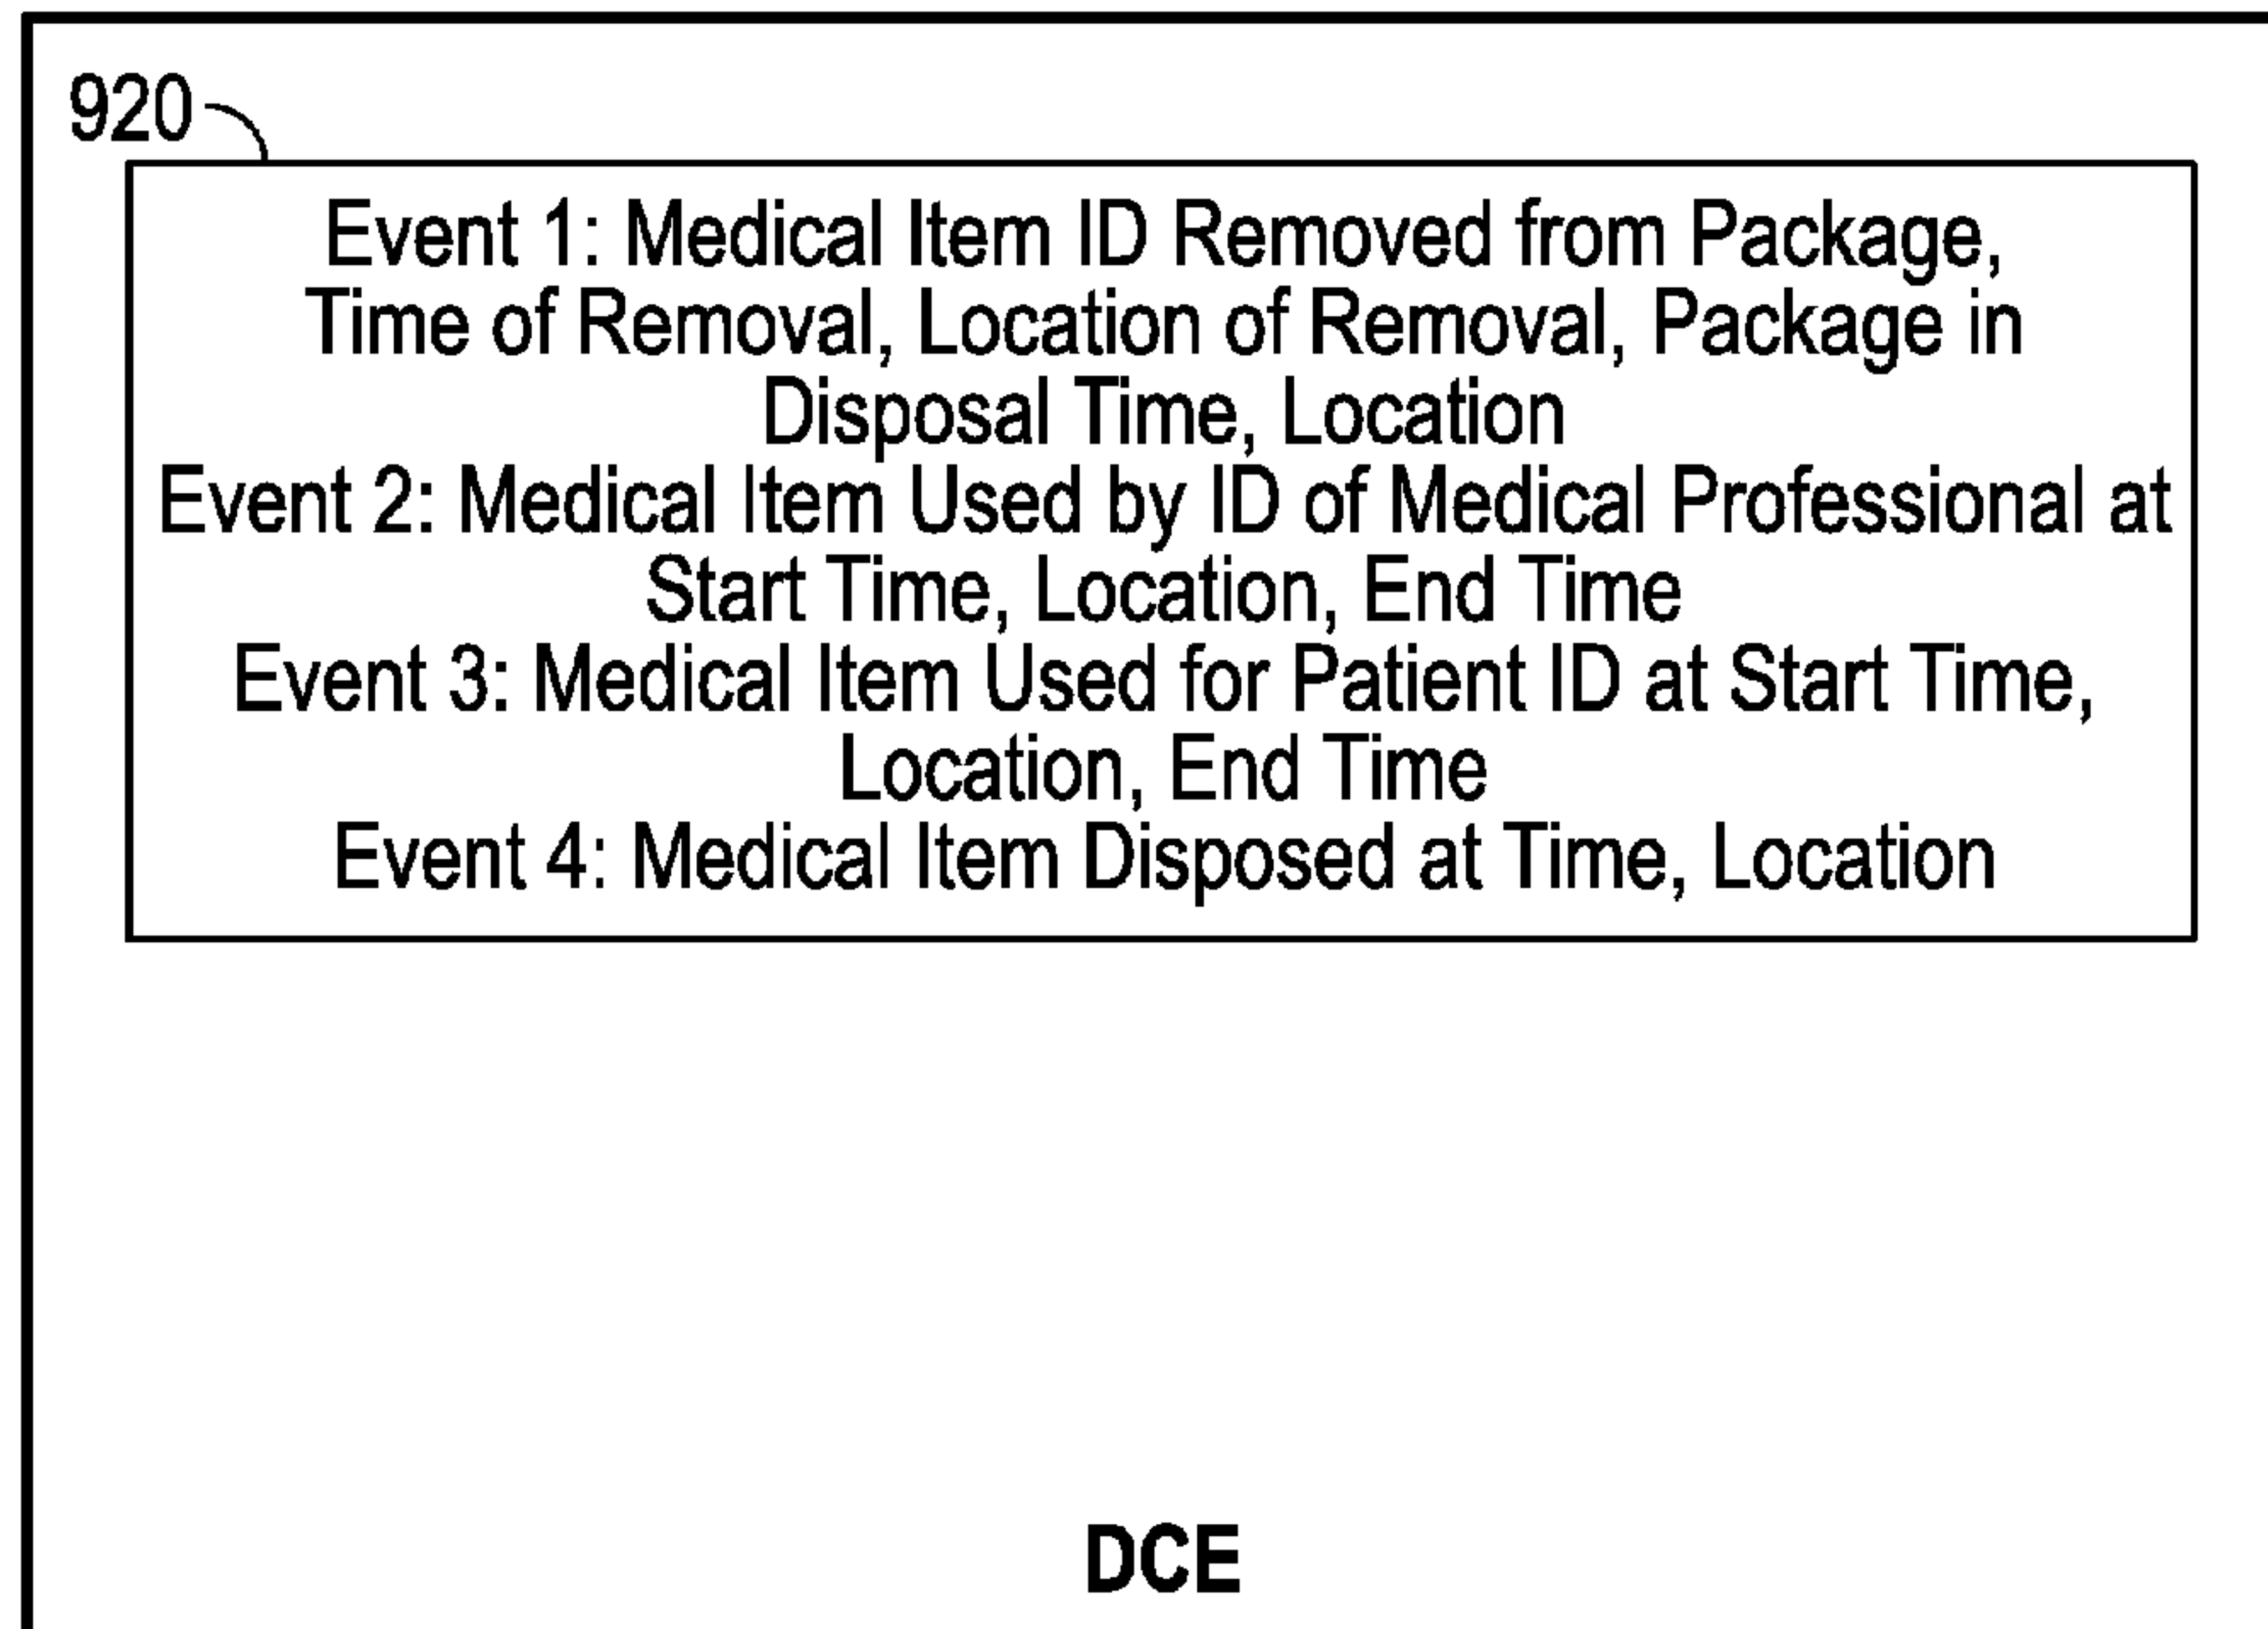 920
Event 1: Medical Item ID Removed from Package,
Time of Removal, Location of Removal, Package in
Disposal Time, Location
Event 2: Medical Item Used by ID of Medical Professional at
Start Time, Location, End Time
Event 3: Medical Item Used for Patient ID at Start Time,
Location, End Time
Event 4: Medical Item Disposed at Time, Location
DCE